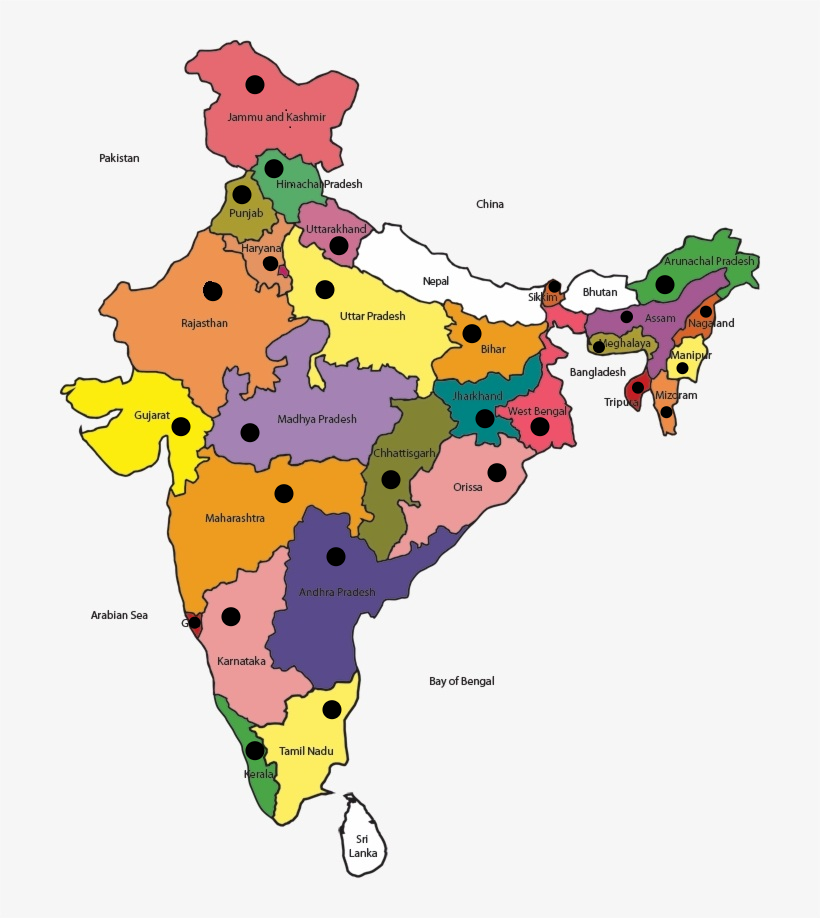 Jammu and Kashmir
Pakistan
Himachal Pradesh
China
Punjab
Uttarakhand
Haryana
Arunachal Pradesh
Nepal
Bhutan
Sikkim
Uttar Pradesh
Assam
Rajasthan
Nagaland
Meghalaya
Bihar
Manipur
Bangladesh
Jharkhand
Mizoram
Tripura
West Bengal
Gujarat
Madhya Pradesh
Chhattisgarh
Orissa
Maharashtra
Andhra Pradesh
Arabian Sea
G
Karnataka
Bay of Bengal
Tamil Nadu
Kerala
Sri
Lanka